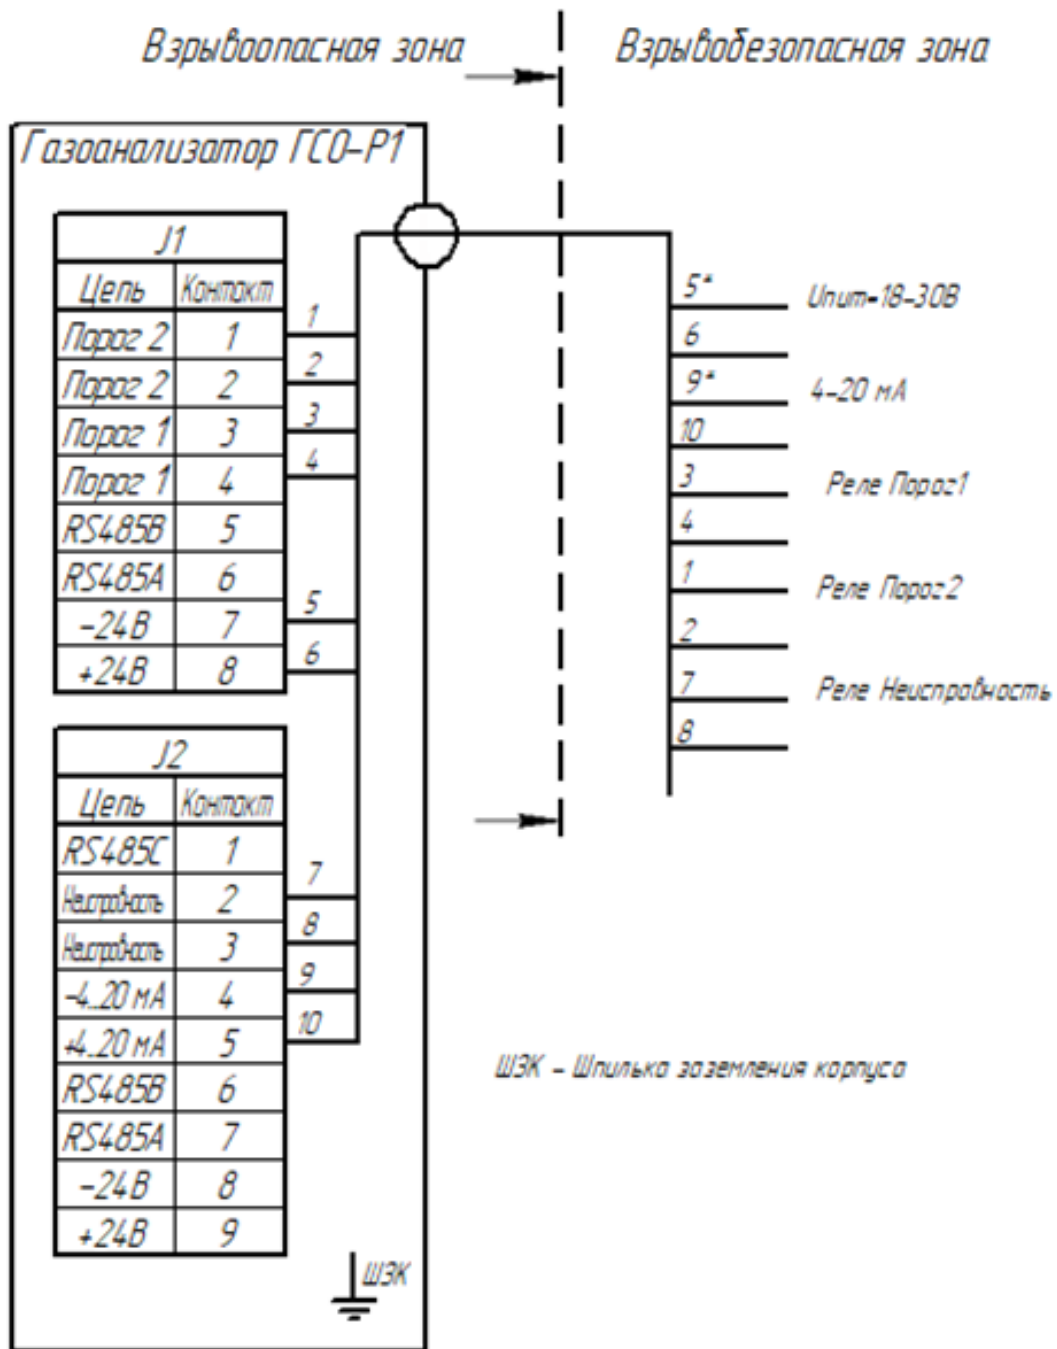 Взрывоопасная зона
Взрывобезопасная зона
Газоанализатор ГСО-Р1
J1
Цепь Контакт
Порог 2 1
Порог 2 2
Порог 1 3
Порог 1 4
RS485B 5
RS485A 6
-24В 7
+24В 8
1
2
3
4
5
6
J2
Цепь Контакт
RS485C 1
Неисправность 2
Неисправность 3
-4...20 мА 4
+4...20 мА 5
RS485B 6
RS485A 7
-24В 8
+24В 9
7
8
9
10
ШЗК
5* Uпит=18-30В
6
9* 4-20 мА
10
3 Реле Порог1
4
1 Реле Порог2
2
7 Реле Неисправность
8
ШЗК - Шпилька заземления корпуса